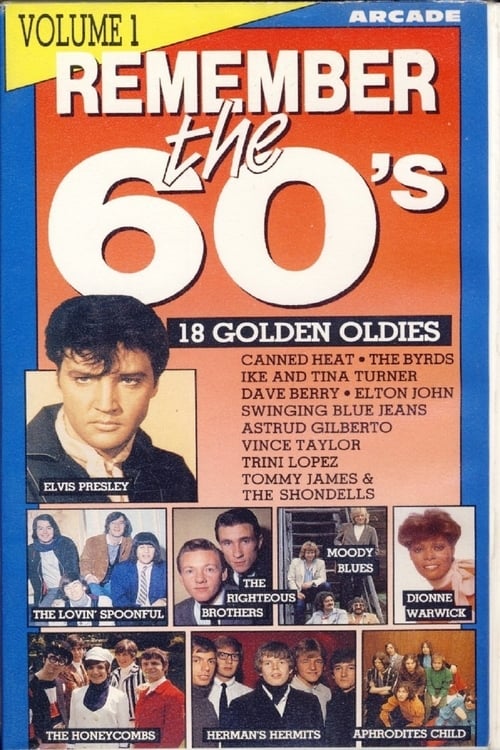 VOLUME 1
ARCADE
REMEMBER
the
60's
18 GOLDEN OLDIES
CANNED HEAT • THE BYRDS
IKE AND TINA TURNER
DAVE BERRY • ELTON JOHN
SWINGING BLUE JEANS
ASTRUD GILBERTO
VINCE TAYLOR
TRINI LOPEZ
TOMMY JAMES &
THE SHONDELLS
ELVIS PRESLEY
THE LOVIN' SPOONFUL
THE
RIGHTEOUS
BROTHERS
MOODY
BLUES
DIONNE
WARWICK
THE HONEYCOMBS
HERMAN'S HERMITS
APHRODITES CHILD